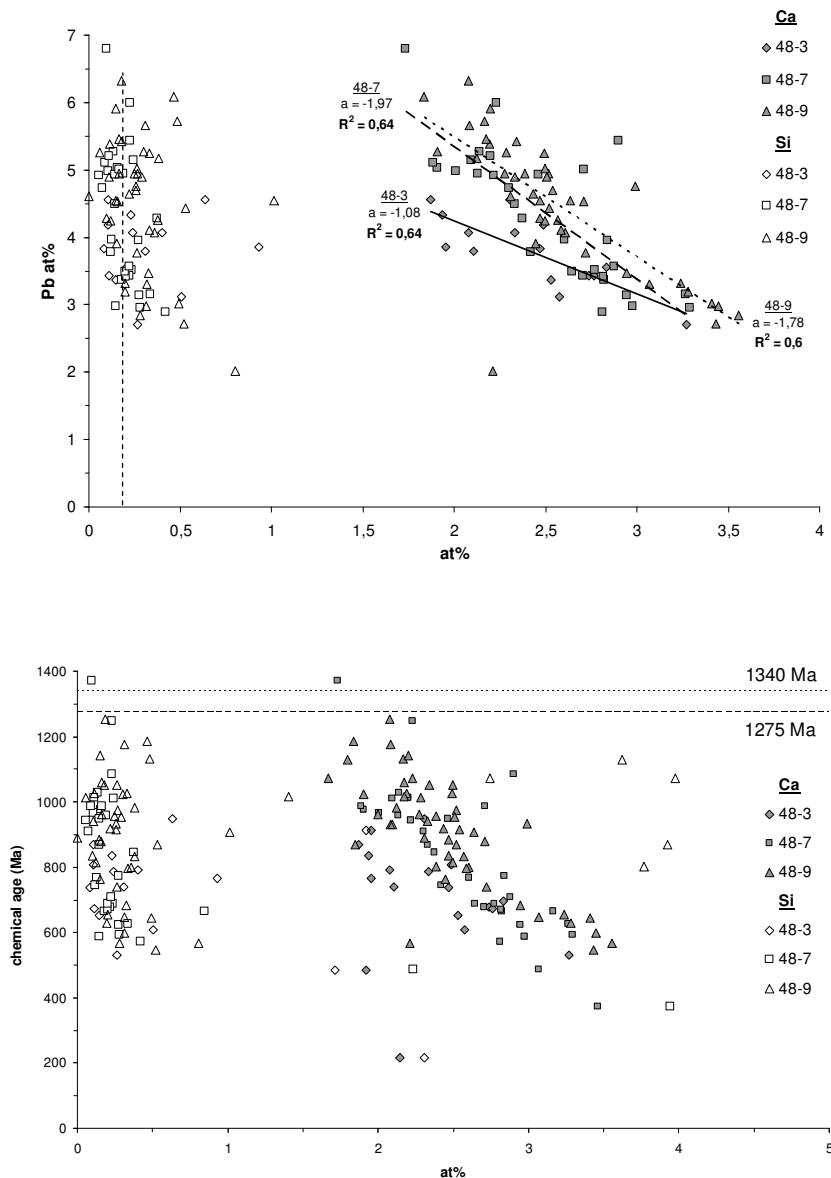 Ca
48-3
48-7
48-9
Si
48-3
48-7
48-9
7
6
5
4
3
2
1
0
Pb at%
48-7
a = -1,97
R² = 0,64
48-3
a = -1,08
R² = 0,64
48-9
a = -1,78
R² = 0,6
0 0,5 1 1,5 2 2,5 3 3,5 4
at%
1400
1200
1000
800
600
400
200
0
chemical age (Ma)
1340 Ma
1275 Ma
Ca
48-3
48-7
48-9
Si
48-3
48-7
48-9
0 1 2 3 4 5
at%